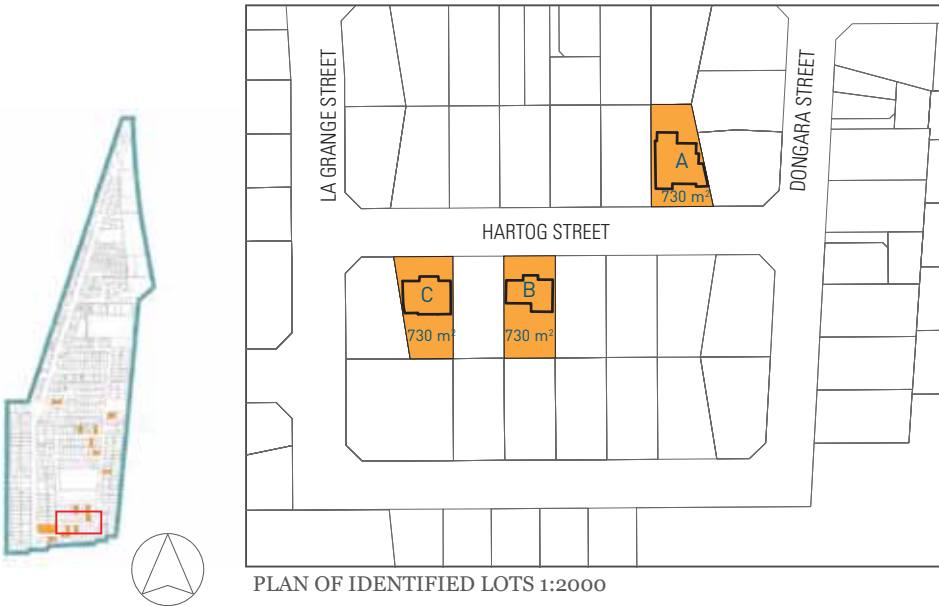 LA GRANGE STREET
DONGARA STREET
A
730 m²
HARTOG STREET
C
B
730 m²
730 m²
PLAN OF IDENTIFIED LOTS 1:2000